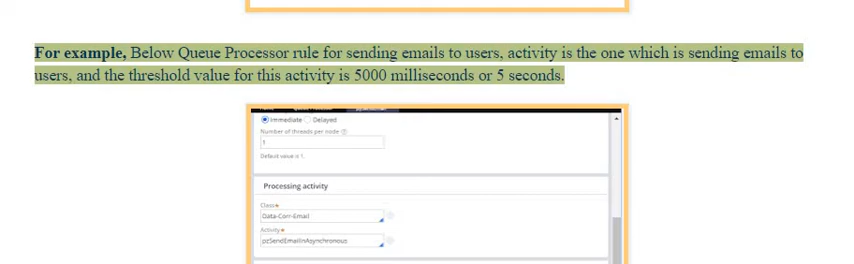 For example, Below Queue Processor rule for sending emails to users, activity is the one which is sending emails to
users, and the threshold value for this activity is 5000 milliseconds or 5 seconds.
Immediate Delayed
Number of threads per node
1
Default value is 1.
Processing activity
Class
Data-Corr-Email
Activity
pzSendEmailInAsynchronous